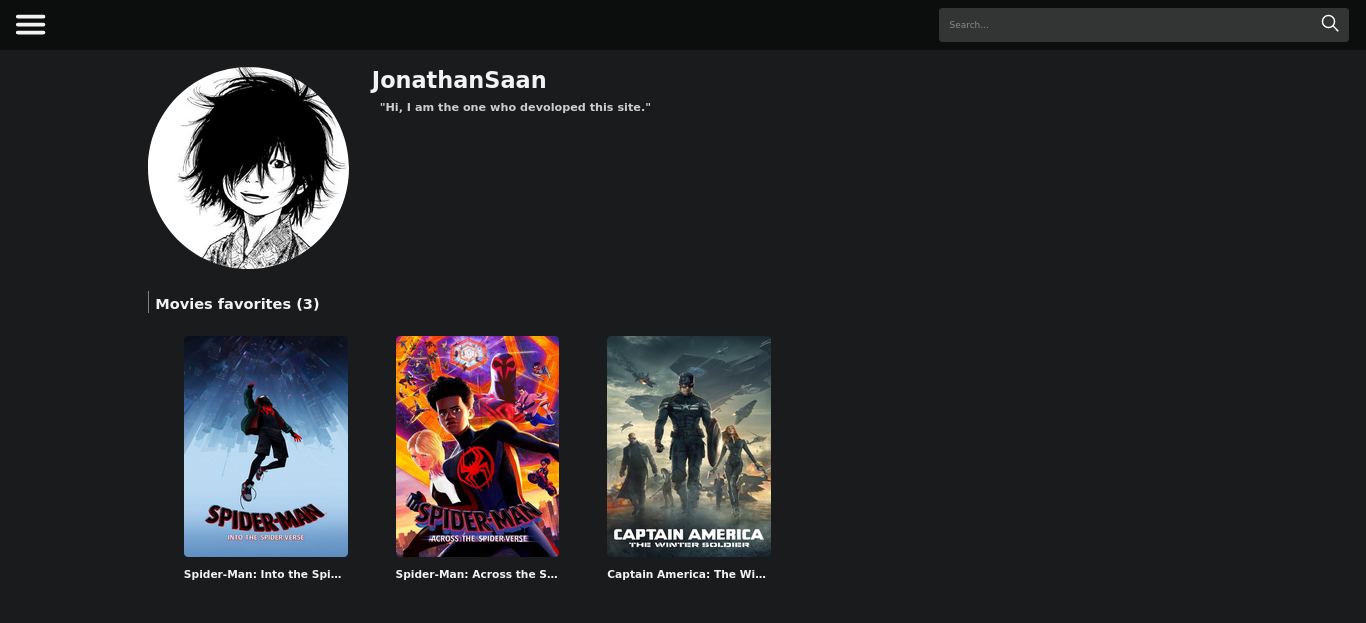 Search...
JonathanSaan
"Hi, I am the one who devoloped this site."
Movies favorites (3)
SPIDER-MAN
INTO THE SPIDER-VERSE
SPIDER-MAN
ACROSS THE SPIDER-VERSE
CAPTAIN AMERICA
THE WINTER SOLDIER
Spider-Man: Into the Spi...
Spider-Man: Across the S...
Captain America: The Wi...